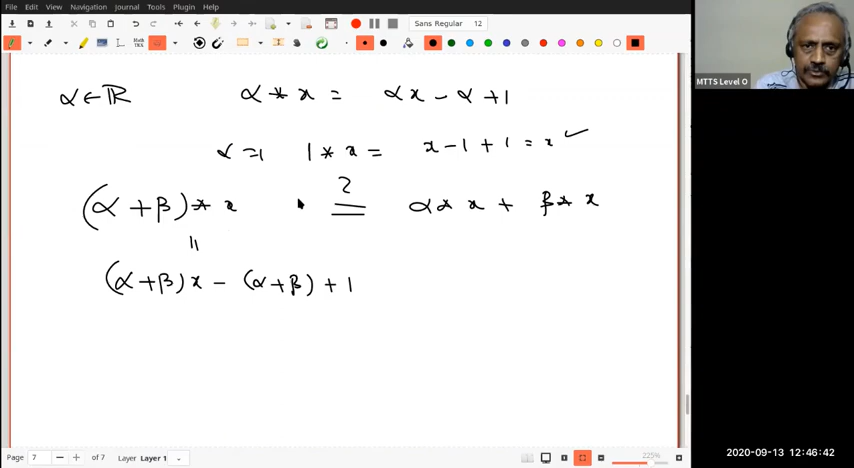 File Edit View Navigation Journal Tools Plugin Help
Sans Regular 12
α ∈ ℝ α * x = αx - α + 1
α = 1 1 * x = x - 1 + 1 = x ✓
(α + β) * x ?= α * x + β * x
||
(α + β) x - (α + β) + 1
MTTS Level O
Page 7 of 7 Layer Layer 1 225%
2020-09-13 12:46:42